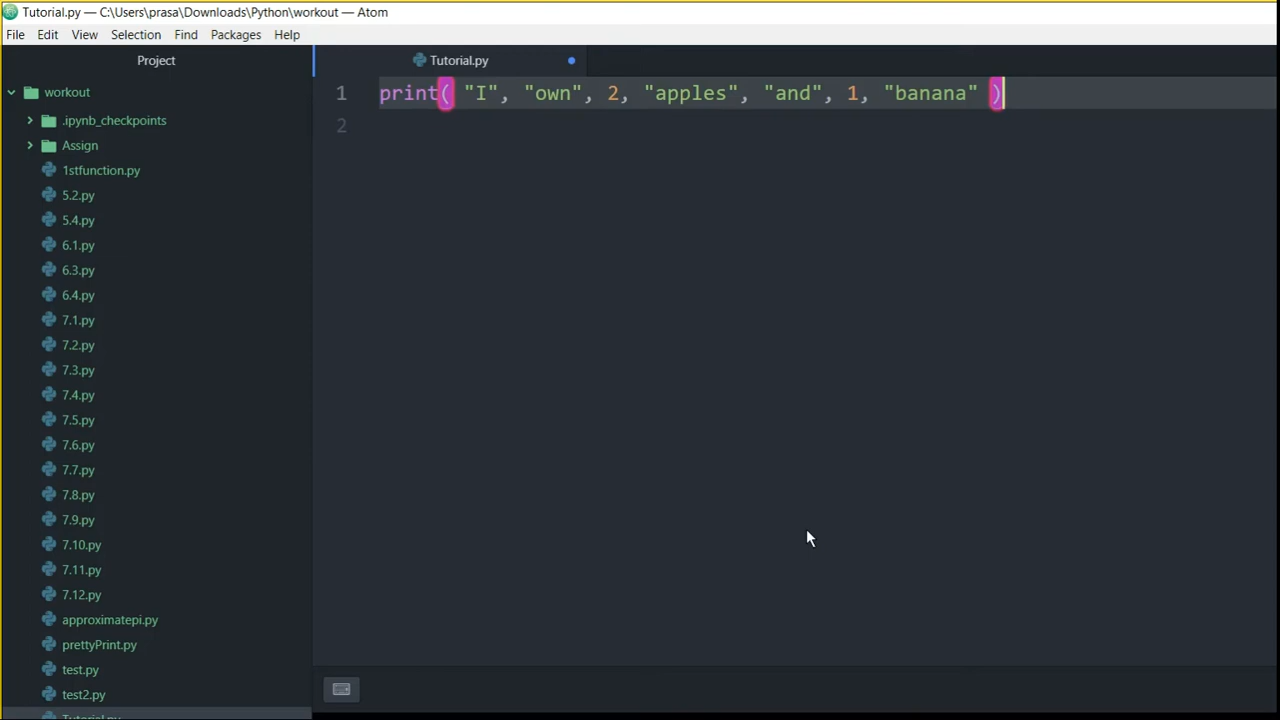 Tutorial.py — C:\Users\prasa\Downloads\Python\workout — Atom
File Edit View Selection Find Packages Help
Project
Tutorial.py
workout
.ipynb_checkpoints
Assign
1stfunction.py
5.2.py
5.4.py
6.1.py
6.3.py
6.4.py
7.1.py
7.2.py
7.3.py
7.4.py
7.5.py
7.6.py
7.7.py
7.8.py
7.9.py
7.10.py
7.11.py
7.12.py
approximatepi.py
prettyPrint.py
test.py
test2.py
Tutorial.py
1 print( "I", "own", 2, "apples", "and", 1, "banana" )
2